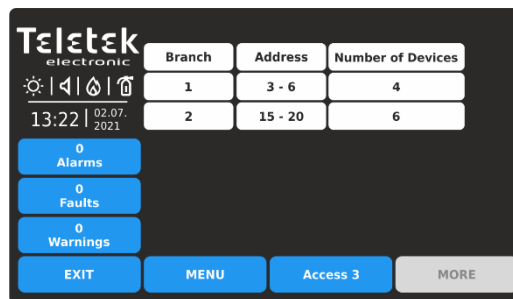 Teletek
electronic
13:22 | 02.07.
2021
Branch Address Number of Devices
1 3 - 6 4
2 15 - 20 6
0
Alarms
0
Faults
0
Warnings
EXIT MENU Access 3 MORE